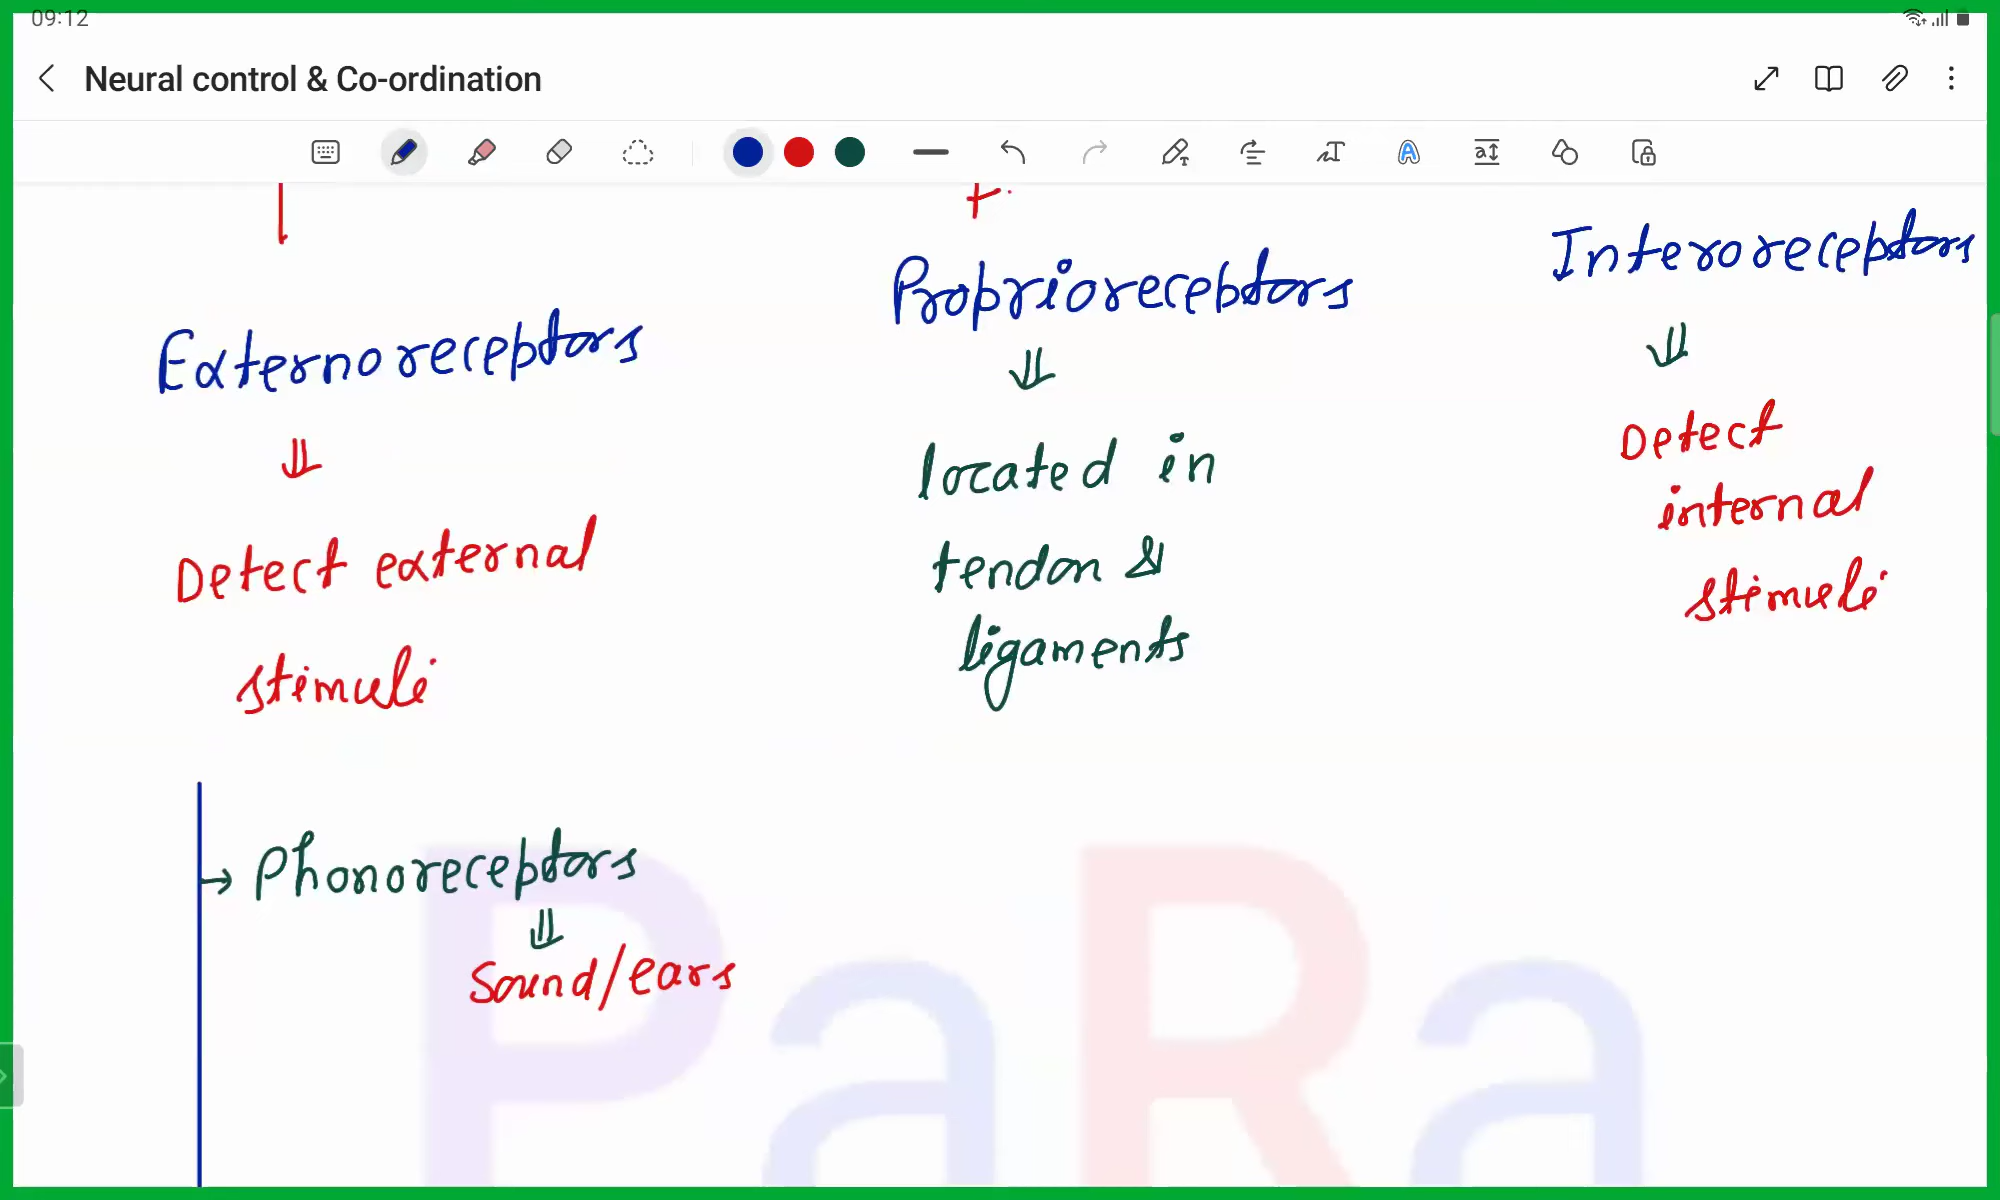 09:12
Neural control & Co-ordination
Externoreceptors
Detect external
stimuli
Proprioreceptors
located in
tendon &
ligaments
Interoreceptors
Detect
internal
stimuli
Phonoreceptors
Sound/ears
PaRa